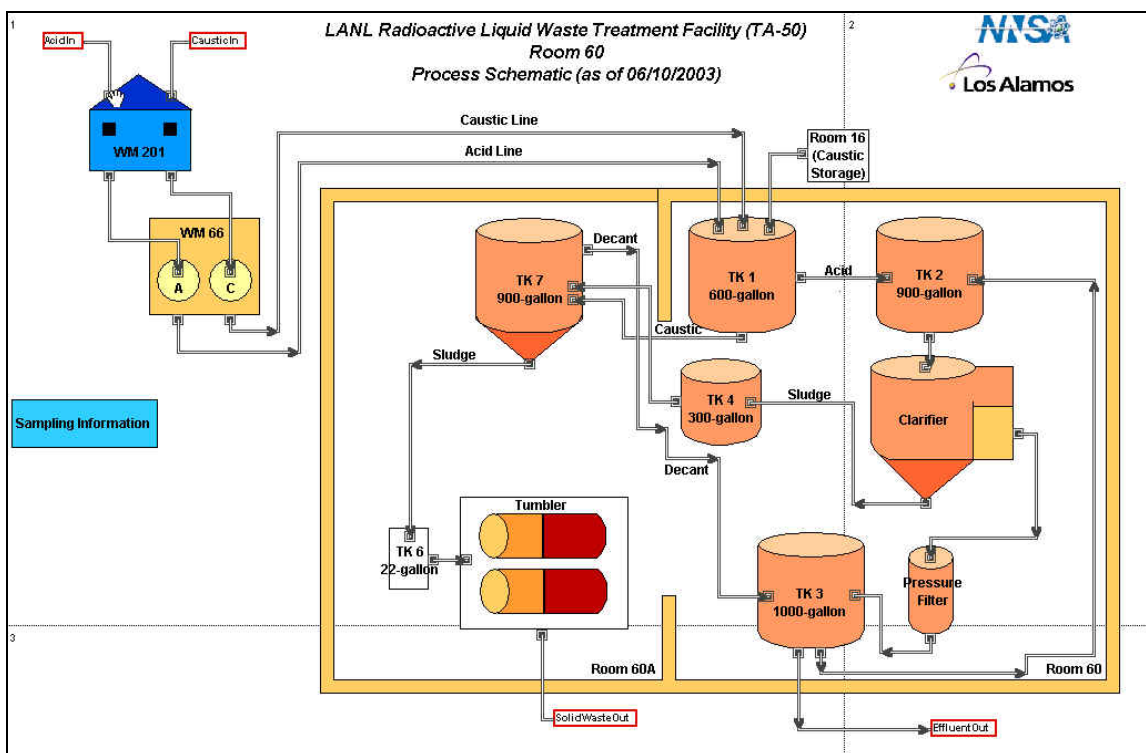 1
LANL Radioactive Liquid Waste Treatment Facility (TA-50)
Room 60
Process Schematic (as of 06/10/2003)
2
NNSA
Los Alamos
AcidIn
CausticIn
WM 201
Caustic Line
Acid Line
Room 16
(Caustic
Storage)
WM 66
A
C
Decant
TK 7
900-gallon
TK 1
600-gallon
Acid
TK 2
900-gallon
Caustic
Sludge
TK 4
300-gallon
Sludge
Clarifier
Sampling Information
Decant
Tumbler
TK 6
22-gallon
TK 3
1000-gallon
Pressure
Filter
3
Room 60A
Room 60
SolidWasteOut
EffluentOut